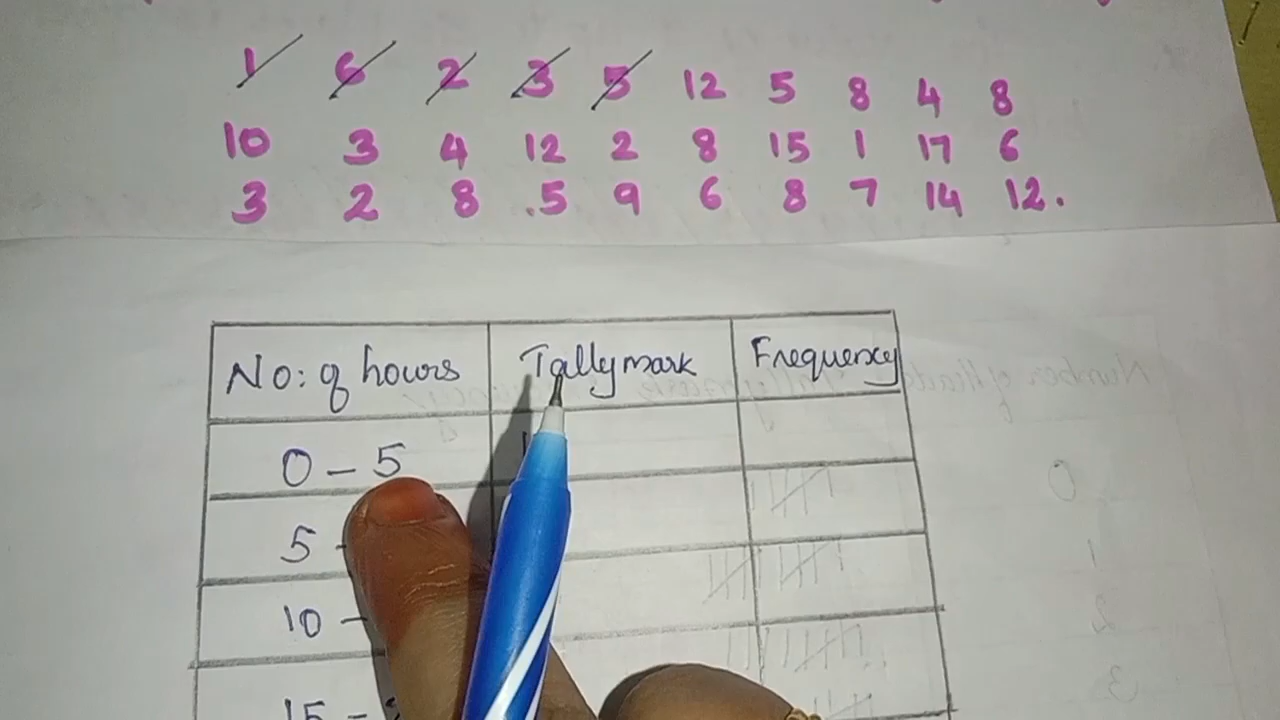 1 6 2 3 5 12 5 8 4 8
10 3 4 12 2 8 15 1 17 6
3 2 8 .5 9 6 8 7 14 12.
No: of hours Tallymark Frequency
0 - 5
5 -
10 -
15 -